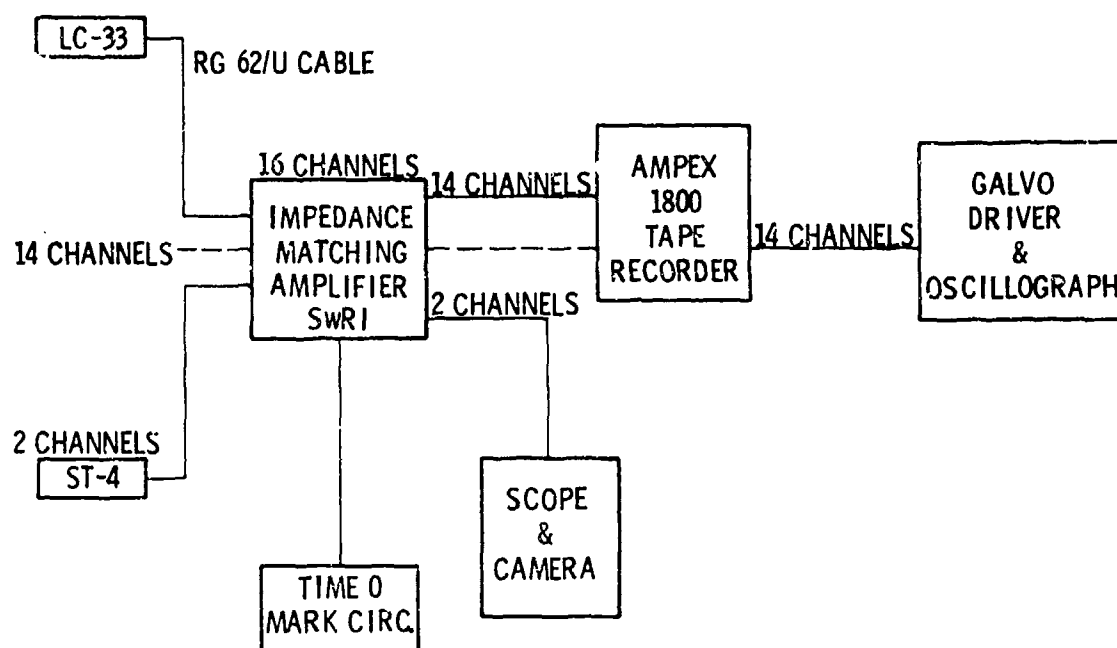 LC-33
RG 62/U CABLE
16 CHANNELS
14 CHANNELS
IMPEDANCE
MATCHING
AMPLIFIER
SWRI
14 CHANNELS
2 CHANNELS
AMPEX
1800
TAPE
RECORDER
14 CHANNELS
GALVO
DRIVER
&
OSCILLOGRAPH
2 CHANNELS
ST-4
SCOPE
&
CAMERA
TIME 0
MARK CIRC.